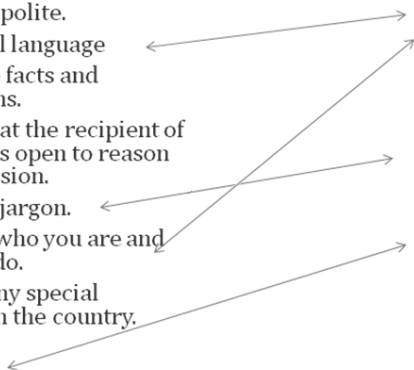 polite.
l language
facts and
ns.
at the recipient of
s open to reason
sion.
jargon.
who you are and
do.
ny special
n the country.